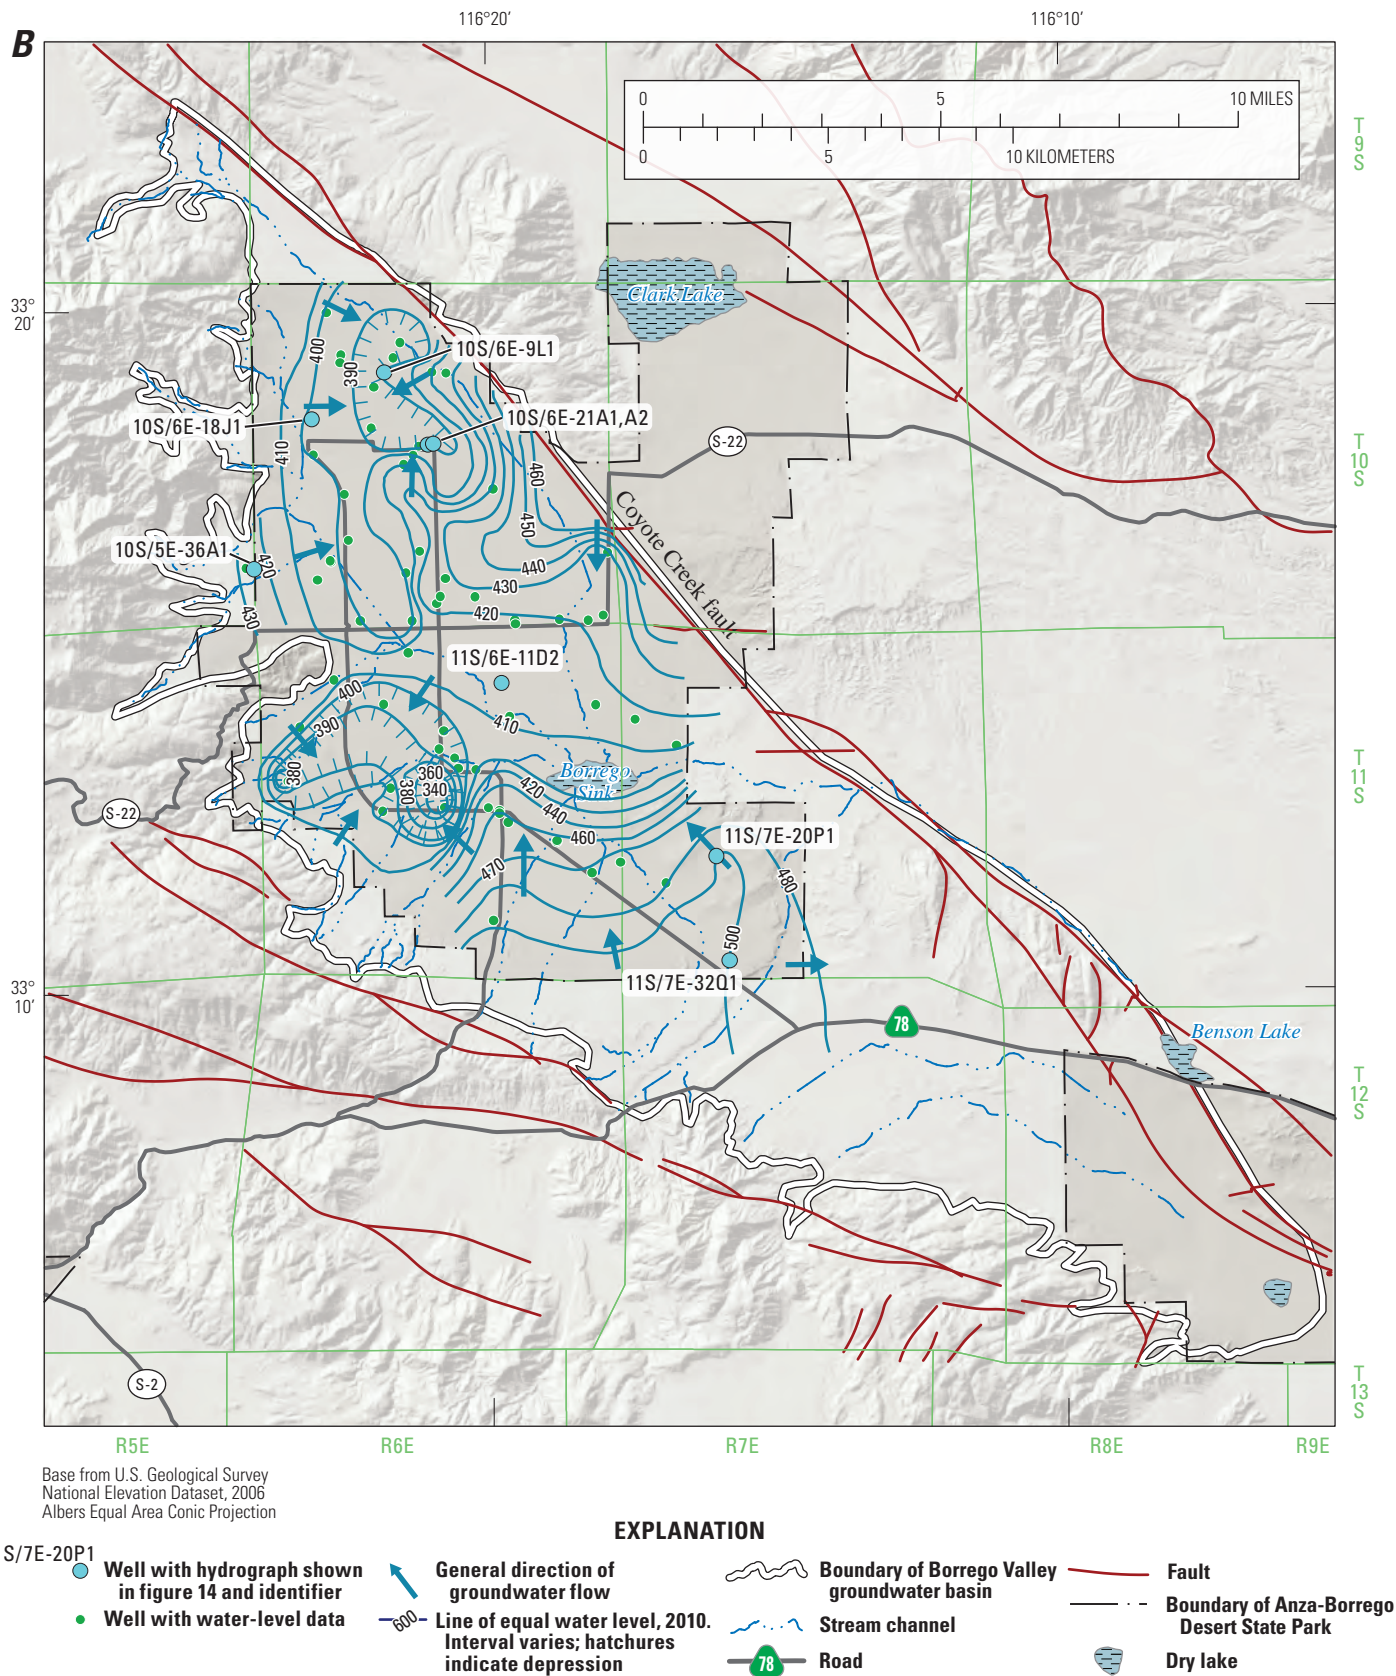 B
116°20'
116°10'
0 5 10 MILES
0 5 10 KILOMETERS
T
9
S
33°
20'
Clark Lake
400
390
10S/6E-9L1
10S/6E-18J1
10S/6E-21A1,A2
410
S-22
460
T
10
S
450
Coyote Creek fault
10S/5E-36A1
420
440
430
430
420
11S/6E-11D2
400
410
390
380
360
380
340
Borrego
Sink
420
440
460
T
11
S
S-22
11S/7E-20P1
470
480
500
11S/7E-32Q1
33°
10'
78
Benson Lake
T
12
S
S-2
T
13
S
R5E
R6E
R7E
R8E
R9E
Base from U.S. Geological Survey
National Elevation Dataset, 2006
Albers Equal Area Conic Projection
EXPLANATION
S/7E-20P1
Well with hydrograph shown
in figure 14 and identifier
Well with water-level data
General direction of
groundwater flow
600
Line of equal water level, 2010.
Interval varies; hatchures
indicate depression
Boundary of Borrego Valley
groundwater basin
Stream channel
78
Road
Fault
Boundary of Anza-Borrego
Desert State Park
Dry lake